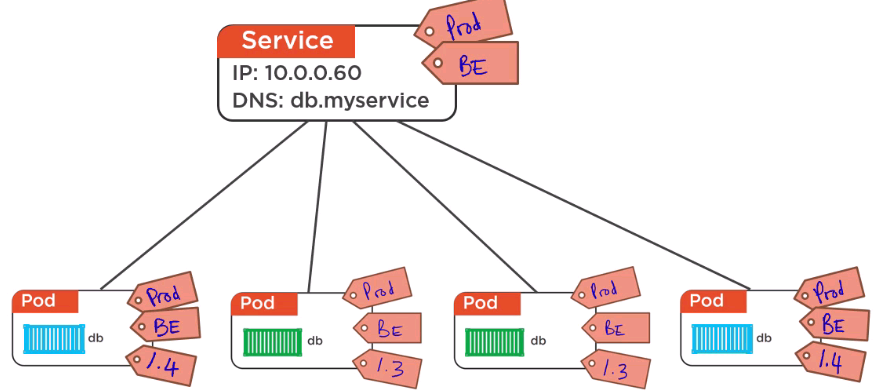 Service
IP: 10.0.0.60
DNS: db.myservice
Prod
BE
Pod
db
Prod
BE
1.4
Pod
db
Prod
BE
1.3
Pod
db
Prod
BE
1.3
Pod
db
Prod
BE
1.4